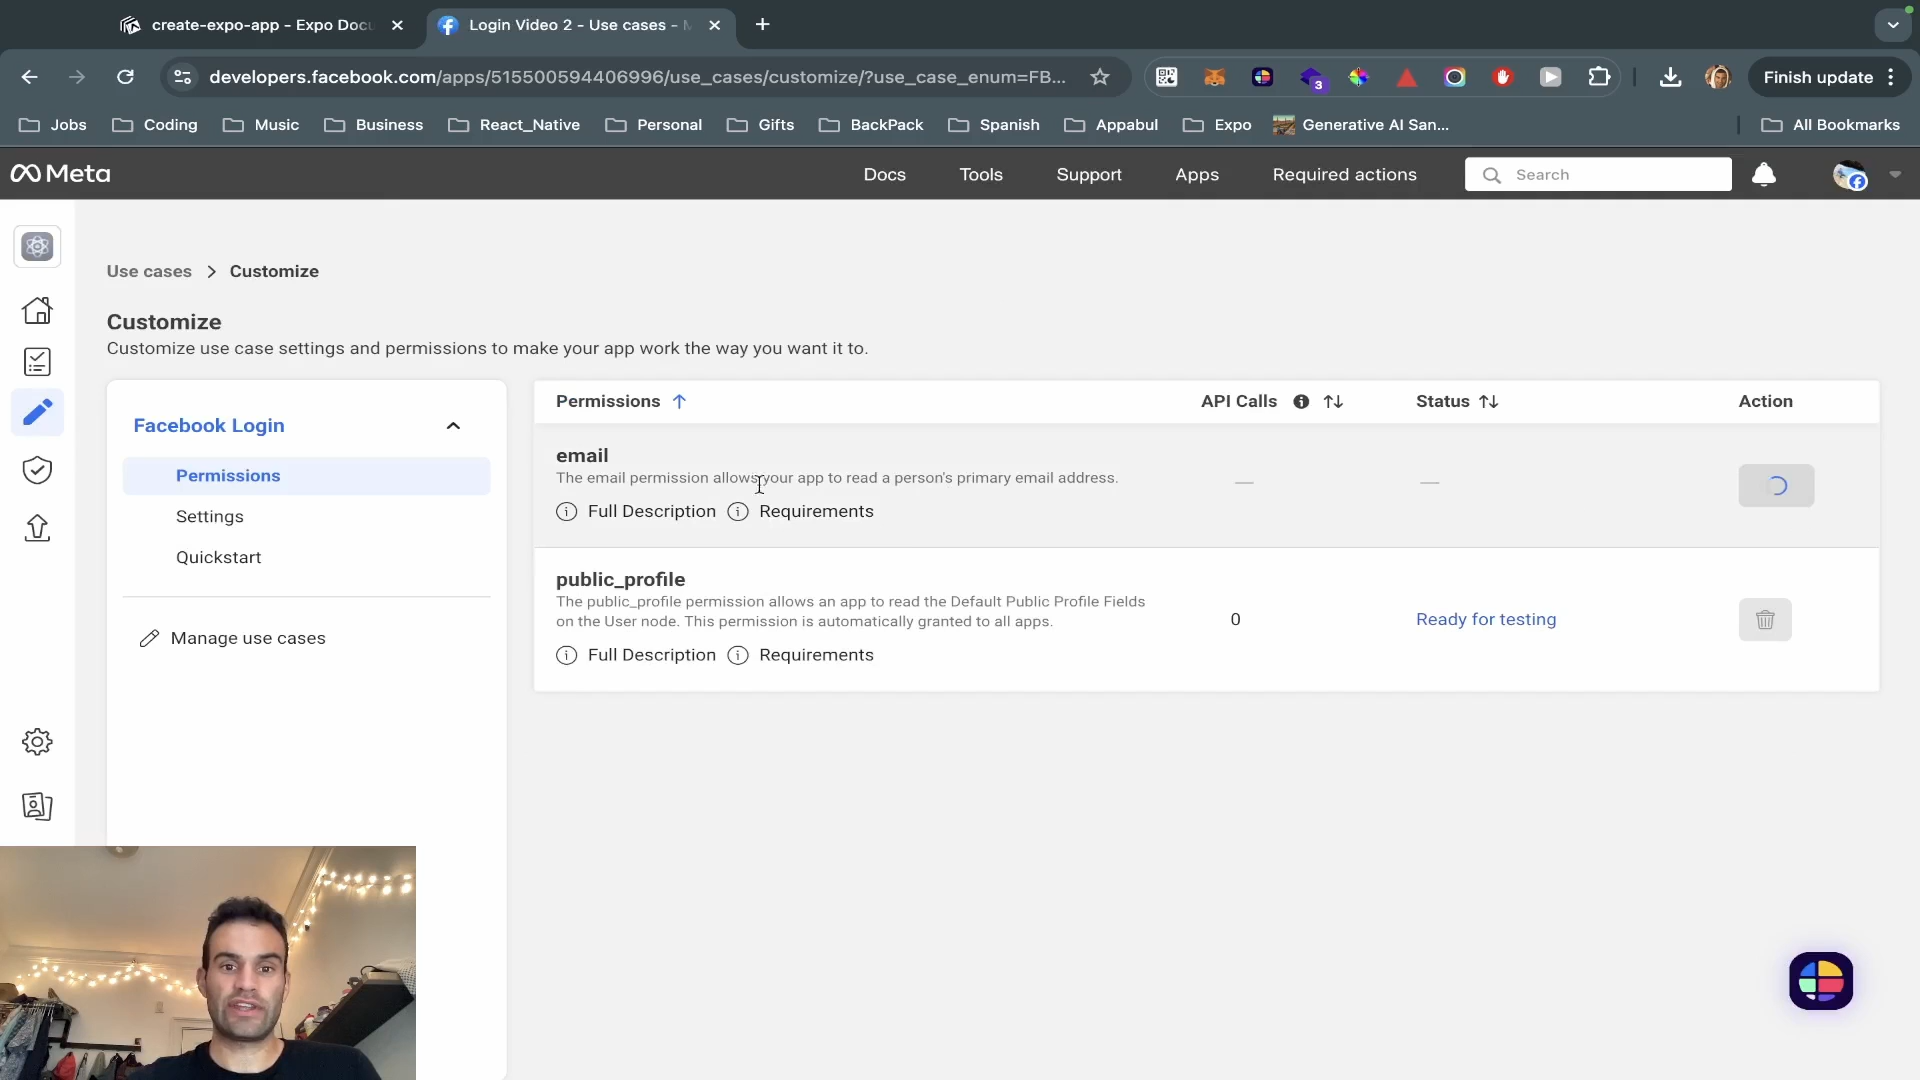 create-expo-app - Expo Docu
Login Video 2 - Use cases - M
developers.facebook.com/apps/515500594406996/use_cases/customize/?use_case_enum=FB...
3
Finish update
Jobs
Coding
Music
Business
React_Native
Personal
Gifts
BackPack
Spanish
Appabul
Expo
Generative AI San...
All Bookmarks
Meta
Docs
Tools
Support
Apps
Required actions
Search
Use cases > Customize
Customize
Customize use case settings and permissions to make your app work the way you want it to.
Facebook Login
Permissions
Settings
Quickstart
Manage use cases
Permissions
API Calls
Status
Action
email
The email permission allows your app to read a person's primary email address.
Full Description
Requirements
—
—
public_profile
The public_profile permission allows an app to read the Default Public Profile Fields
on the User node. This permission is automatically granted to all apps.
Full Description
Requirements
0
Ready for testing